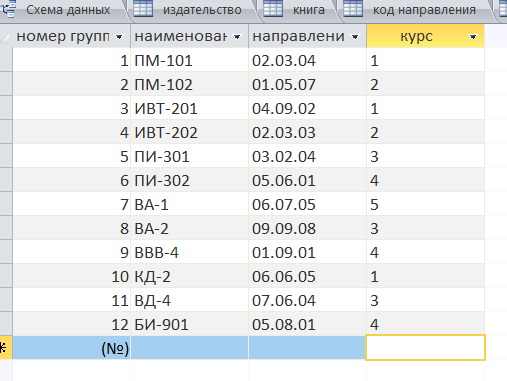 Схема данных издательство книга код направления
номер групп наименован направлени курс
1 ПМ-101 02.03.04 1
2 ПМ-102 01.05.07 2
3 ИВТ-201 04.09.02 1
4 ИВТ-202 02.03.03 2
5 ПИ-301 03.02.04 3
6 ПИ-302 05.06.01 4
7 ВА-1 06.07.05 5
8 ВА-2 09.09.08 3
9 ВВВ-4 01.09.01 4
10 КД-2 06.06.05 1
11 ВД-4 07.06.04 3
12 БИ-901 05.08.01 4
* (№)